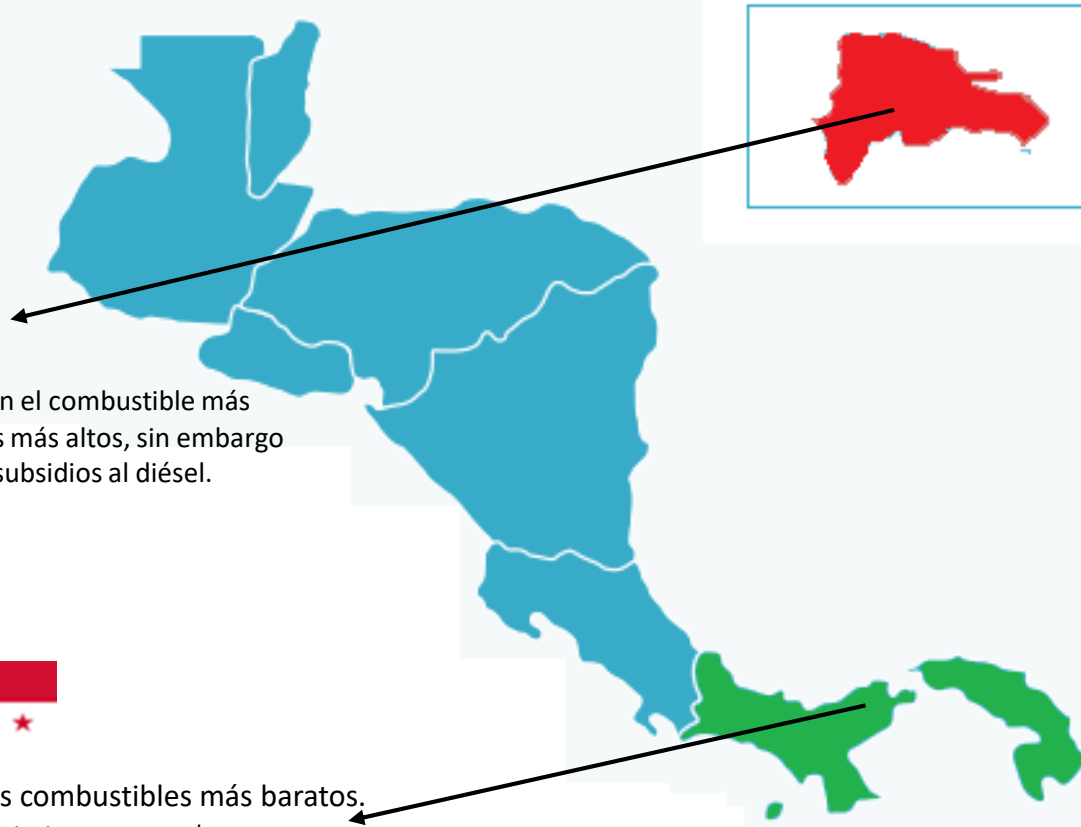 n el combustible más
s más altos, sin embargo
subsidios al diésel.
s combustibles más baratos.